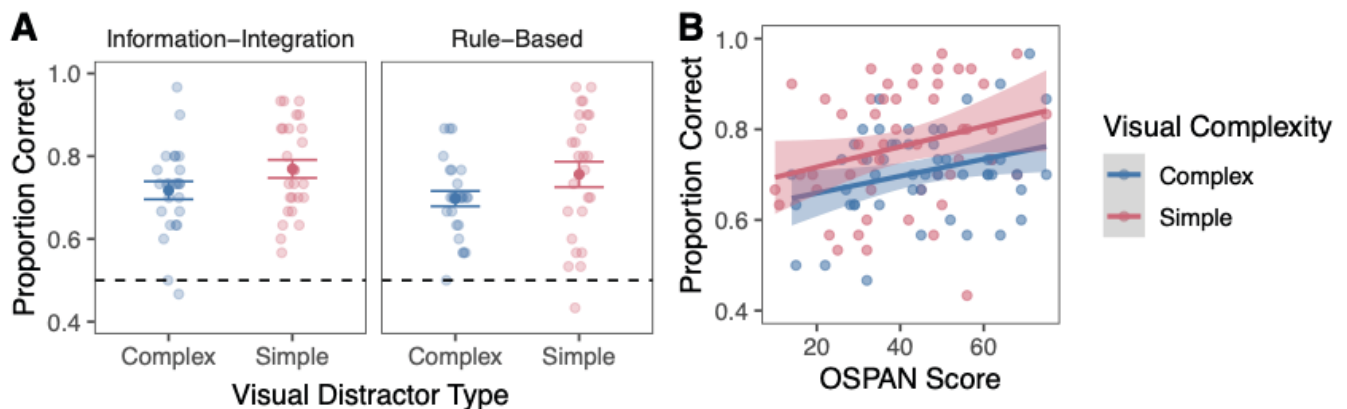 A
Information−Integration
Rule−Based
Proportion Correct
1.0
0.8
0.6
0.4
Complex
Simple
Complex
Simple
Visual Distractor Type
B
Proportion Correct
1.0
0.8
0.6
0.4
20
40
60
OSPAN Score
Visual Complexity
Complex
Simple